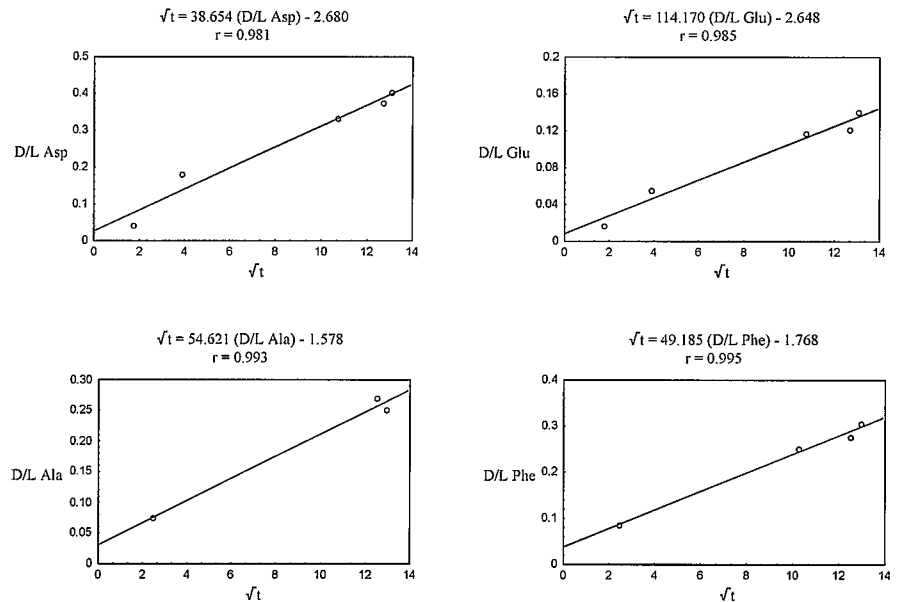 √t = 38.654 (D/L Asp) - 2.680
r = 0.981
0.5
0.4
0.3
0.2
0.1
0
D/L Asp
0 2 4 6 8 10 12 14
√t
√t = 114.170 (D/L Glu) - 2.648
r = 0.985
0.2
0.16
0.12
0.08
0.04
0
D/L Glu
0 2 4 6 8 10 12 14
√t
√t = 54.621 (D/L Ala) - 1.578
r = 0.993
0.30
0.25
0.20
0.15
0.10
0.05
0
D/L Ala
0 2 4 6 8 10 12 14
√t
√t = 49.185 (D/L Phe) - 1.768
r = 0.995
0.4
0.3
0.2
0.1
0
D/L Phe
0 2 4 6 8 10 12 14
√t